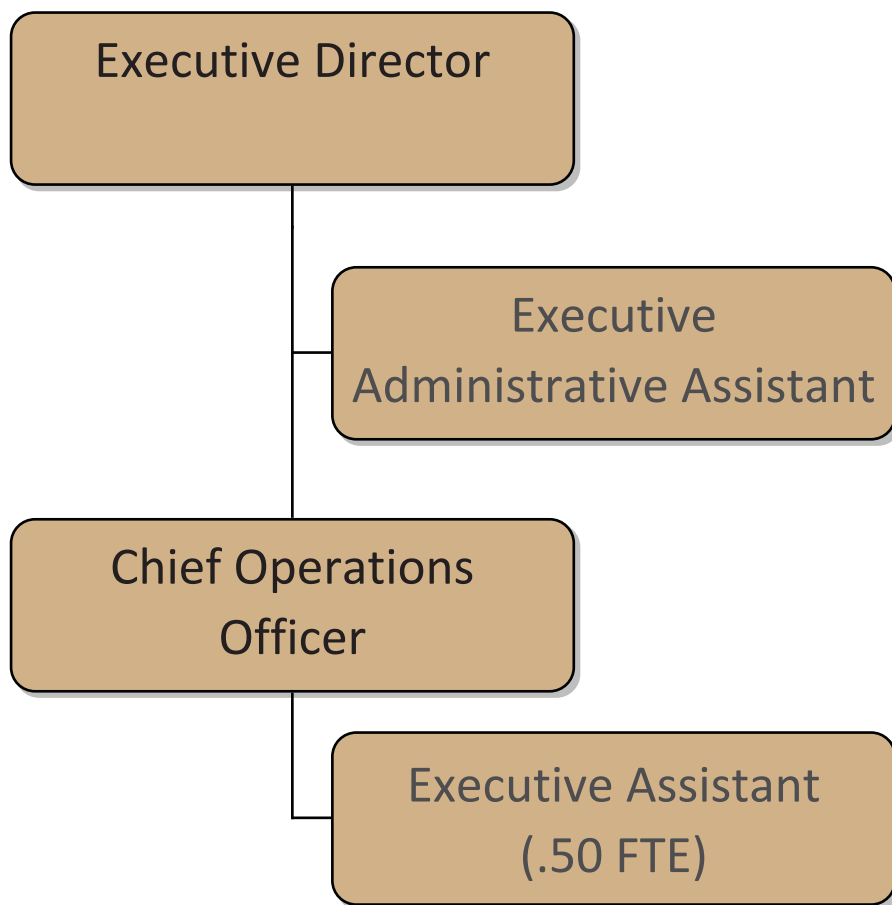 Executive Director
Executive
Administrative Assistant
Chief Operations
Officer
Executive Assistant
(.50 FTE)